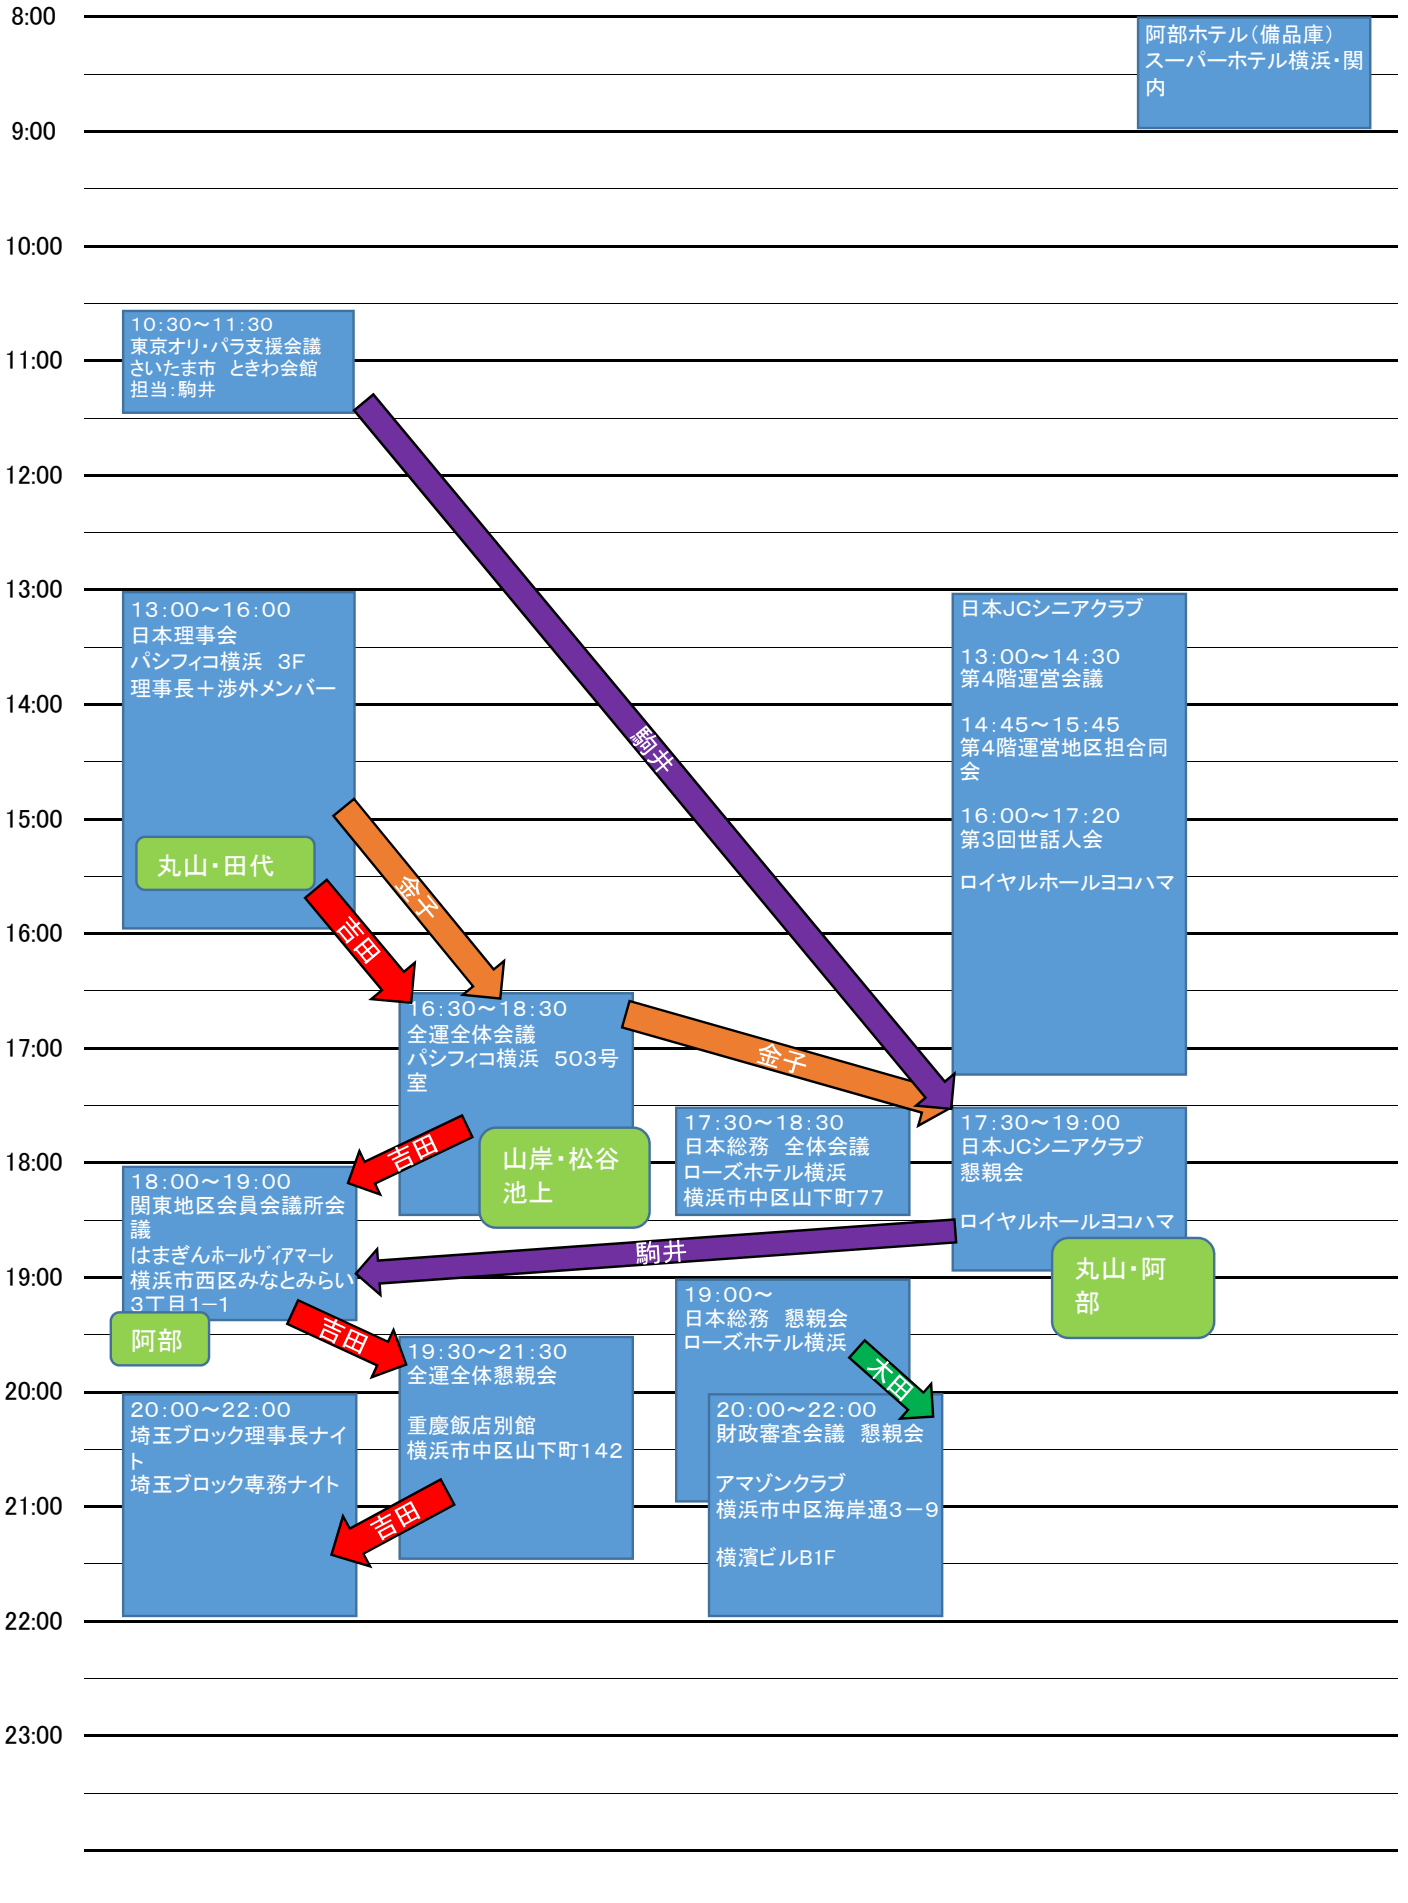 8:00
阿部ホテル（備品庫）
スーパーホテル横浜・関
内
9:00
10:00
10:30～11:30
東京オリ・パラ支援会議
さいたま市　ときわ会館
担当：駒井
11:00
12:00
13:00
13:00～16:00
日本理事会
パシフィコ横浜　3F
理事長＋渉外メンバー
日本JCシニアクラブ
13:00～14:30
第4階運営会議
14:45～15:45
第4階運営地区担合同
会
16:00～17:20
第3回世話人会
ロイヤルホールヨコハマ
14:00
駒井
15:00
丸山・田代
金子
吉田
16:00
16:30～18:30
全運全体会議
パシフィコ横浜　503号
室
金子
17:00
17:30～18:30
日本総務　全体会議
ローズホテル横浜
横浜市中区山下町77
17:30～19:00
日本JCシニアクラブ
懇親会
ロイヤルホールヨコハマ
吉田
山岸・松谷
池上
18:00
18:00～19:00
関東地区会員会議所会
議
はまぎんホールヴィアマーレ
横浜市西区みなとみらい
3丁目1－1
駒井
丸山・阿
部
19:00
19:00～
日本総務　懇親会
ローズホテル横浜
阿部
吉田
19:30～21:30
全運全体懇親会
重慶飯店別館
横浜市中区山下町142
木田
20:00
20:00～22:00
埼玉ブロック理事長ナイ
ト
埼玉ブロック専務ナイト
20:00～22:00
財政審査会議　懇親会
アマゾンクラブ
横浜市中区海岸通3－9
横濱ビルB1F
吉田
21:00
22:00
23:00